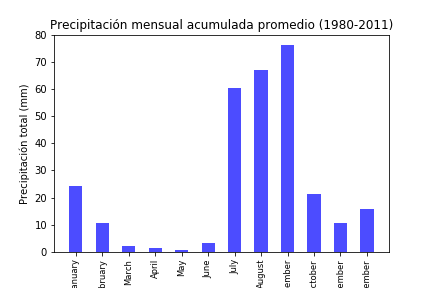 Precipitación mensual acumulada promedio (1980-2011)
Precipitación total (mm)
80
70
60
50
40
30
20
10
0
anuary
bruary
March
April
May
June
July
August
ember
ctober
ember
ember